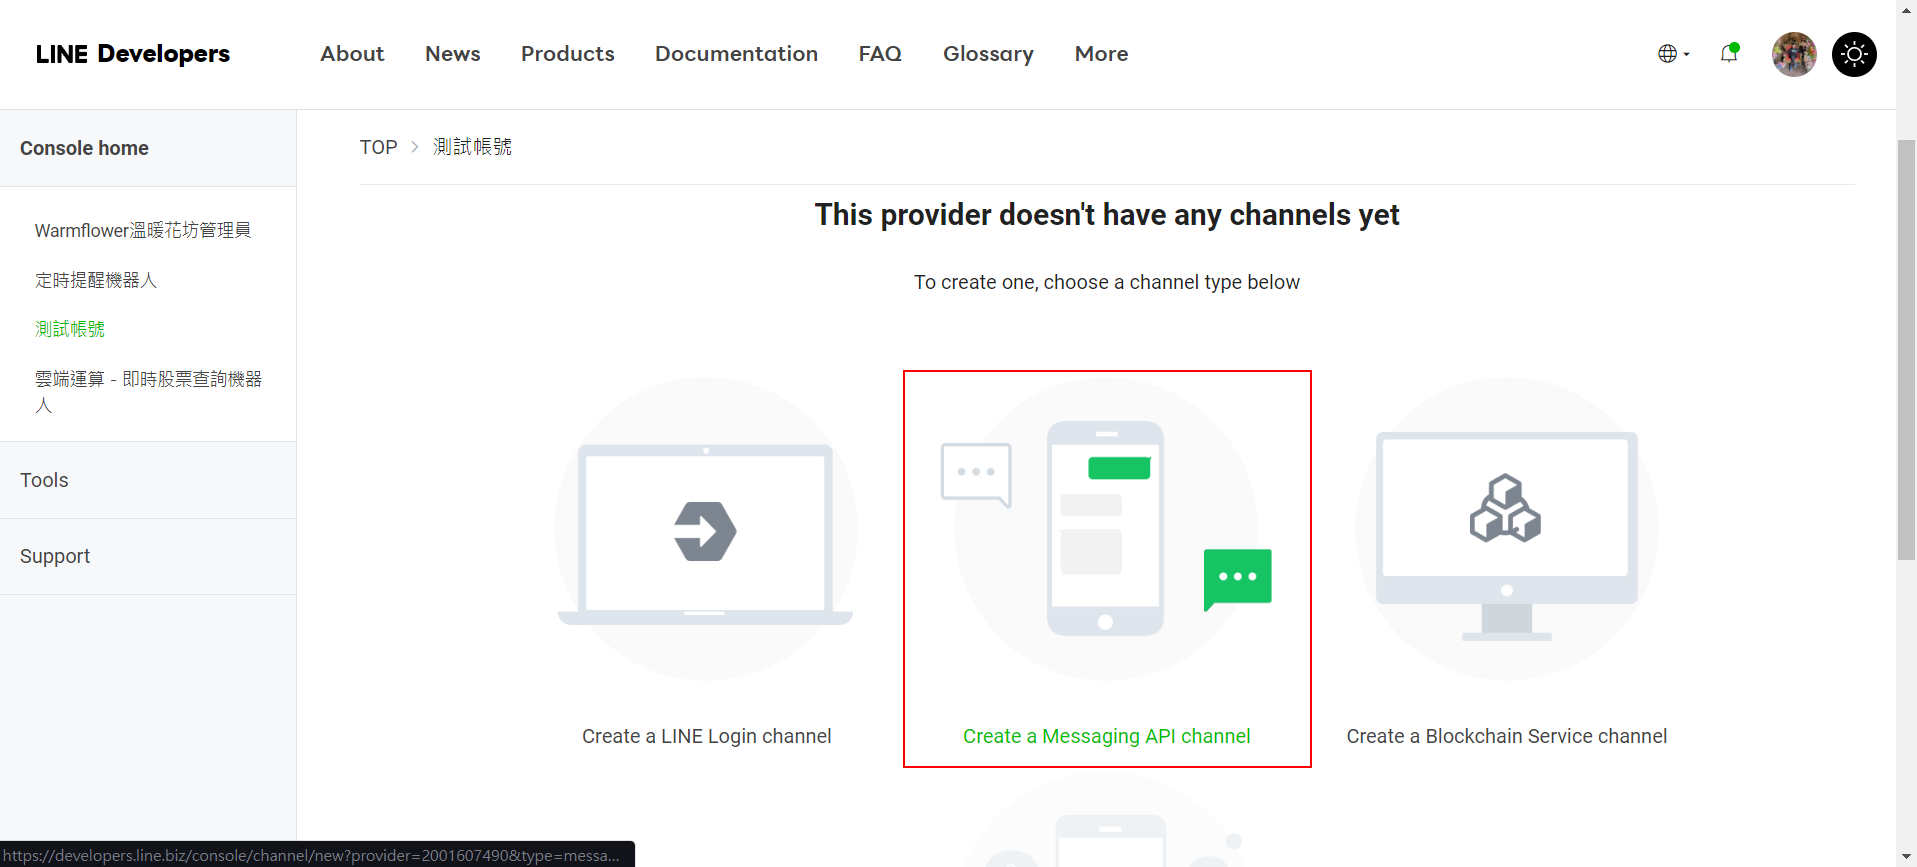 LINE Developers
About News Products Documentation FAQ Glossary More
Console home
Warmflower溫暖花坊管理員
定時提醒機器人
測試帳號
雲端運算 - 即時股票查詢機器
人
Tools
Support
TOP > 測試帳號
This provider doesn't have any channels yet
To create one, choose a channel type below
Create a LINE Login channel
Create a Messaging API channel
Create a Blockchain Service channel
https://developers.line.biz/console/channel/new?provider=2001607490&type=messa...